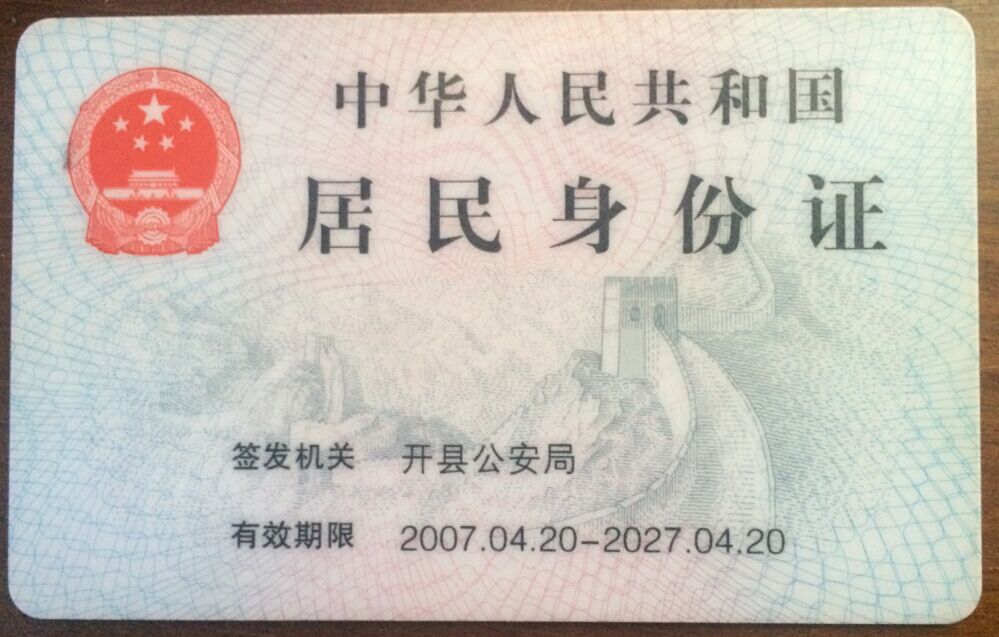 中华人民共和国
居民身份证
签发机关 开县公安局
有效期限 2007.04.20-2027.04.20